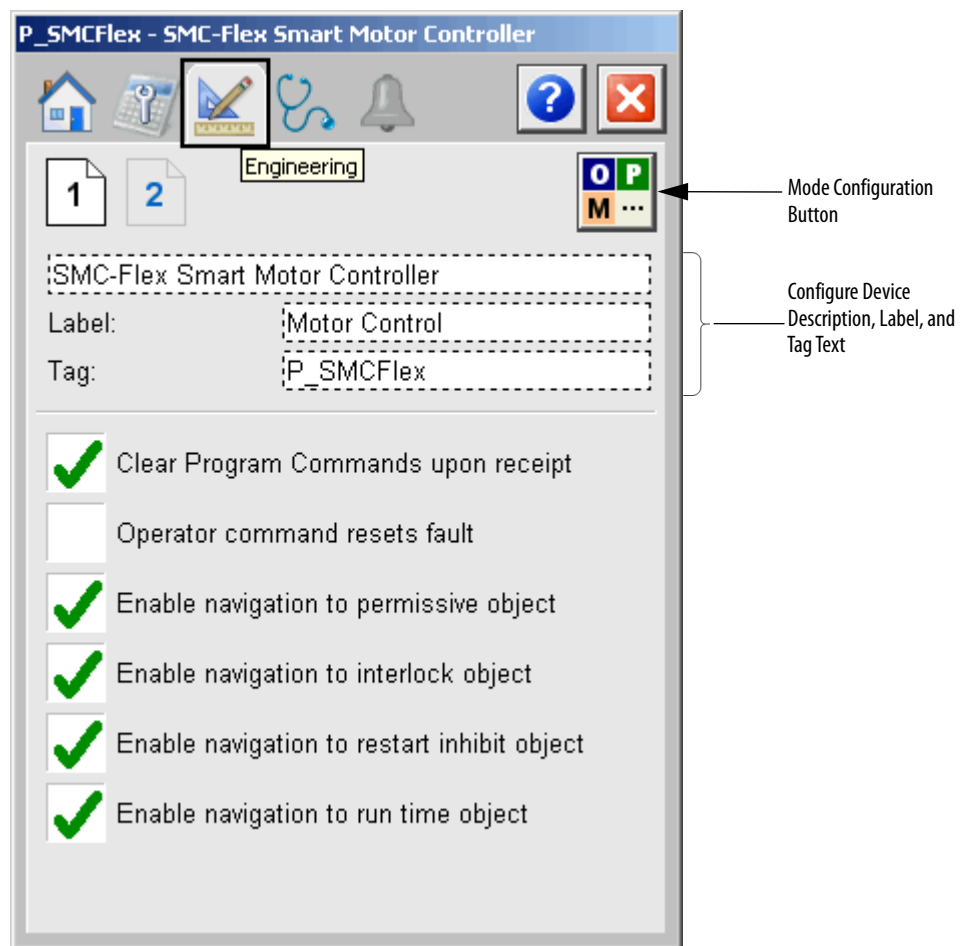 P_SMCFlex - SMC-Flex Smart Motor Controller
?
Engineering
1
2
O P
M ...
Mode Configuration
Button
SMC-Flex Smart Motor Controller
Label: Motor Control
Tag: P_SMCFlex
Configure Device
Description, Label, and
Tag Text
Clear Program Commands upon receipt
Operator command resets fault
Enable navigation to permissive object
Enable navigation to interlock object
Enable navigation to restart inhibit object
Enable navigation to run time object